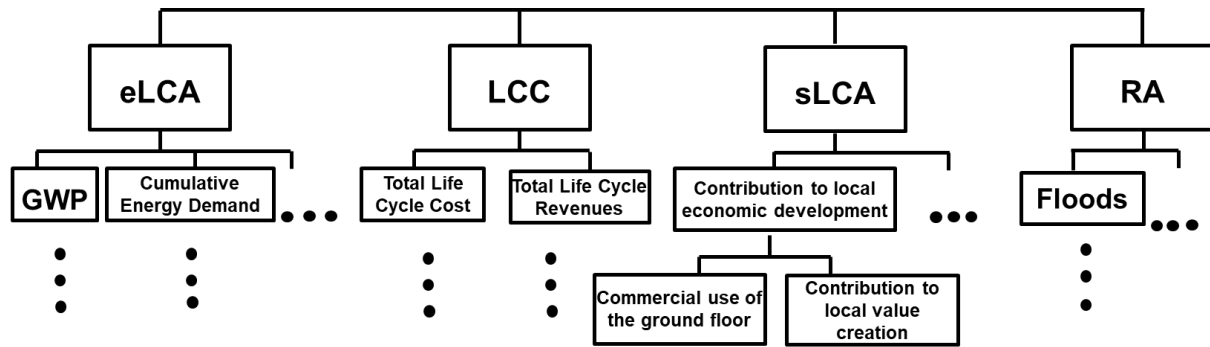 eLCA
LCC
sLCA
RA
GWP
Cumulative
Energy Demand
Total Life
Cycle Cost
Total Life Cycle
Revenues
Contribution to local
economic development
Floods
Commercial use of
the ground floor
Contribution to
local value
creation